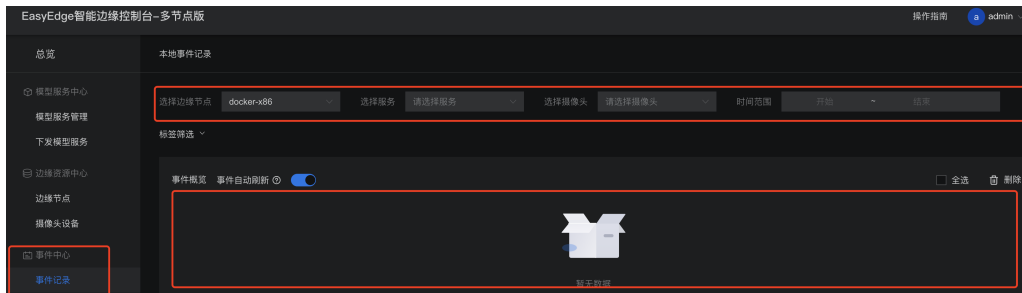 EasyEdge智能边缘控制台-多节点版 操作指南 a admin
总览 本地事件记录
模型服务中心
选择边缘节点 docker-x86 选择服务 请选择服务 选择摄像头 请选择摄像头 时间范围 开始 ~ 结束
模型服务管理
标签筛选
下发模型服务
边缘资源中心
事件概览 事件自动刷新 全选 删除
边缘节点
摄像头设备
事件中心
事件记录
暂无数据